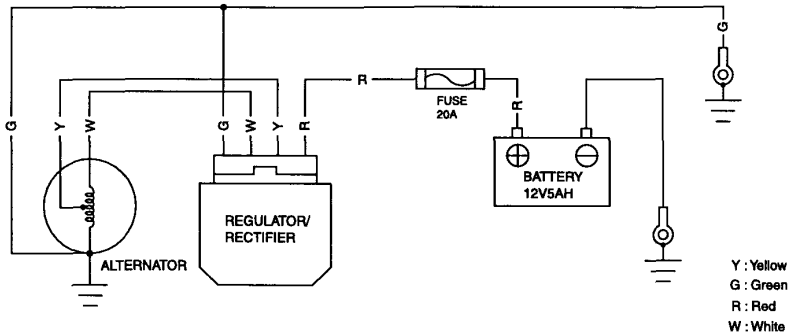 G
R
FUSE
20A
R
G
Y
W
G
W
Y
R
BATTERY
12V5AH
REGULATOR/
RECTIFIER
ALTERNATOR
Y : Yellow
G : Green
R : Red
W : White